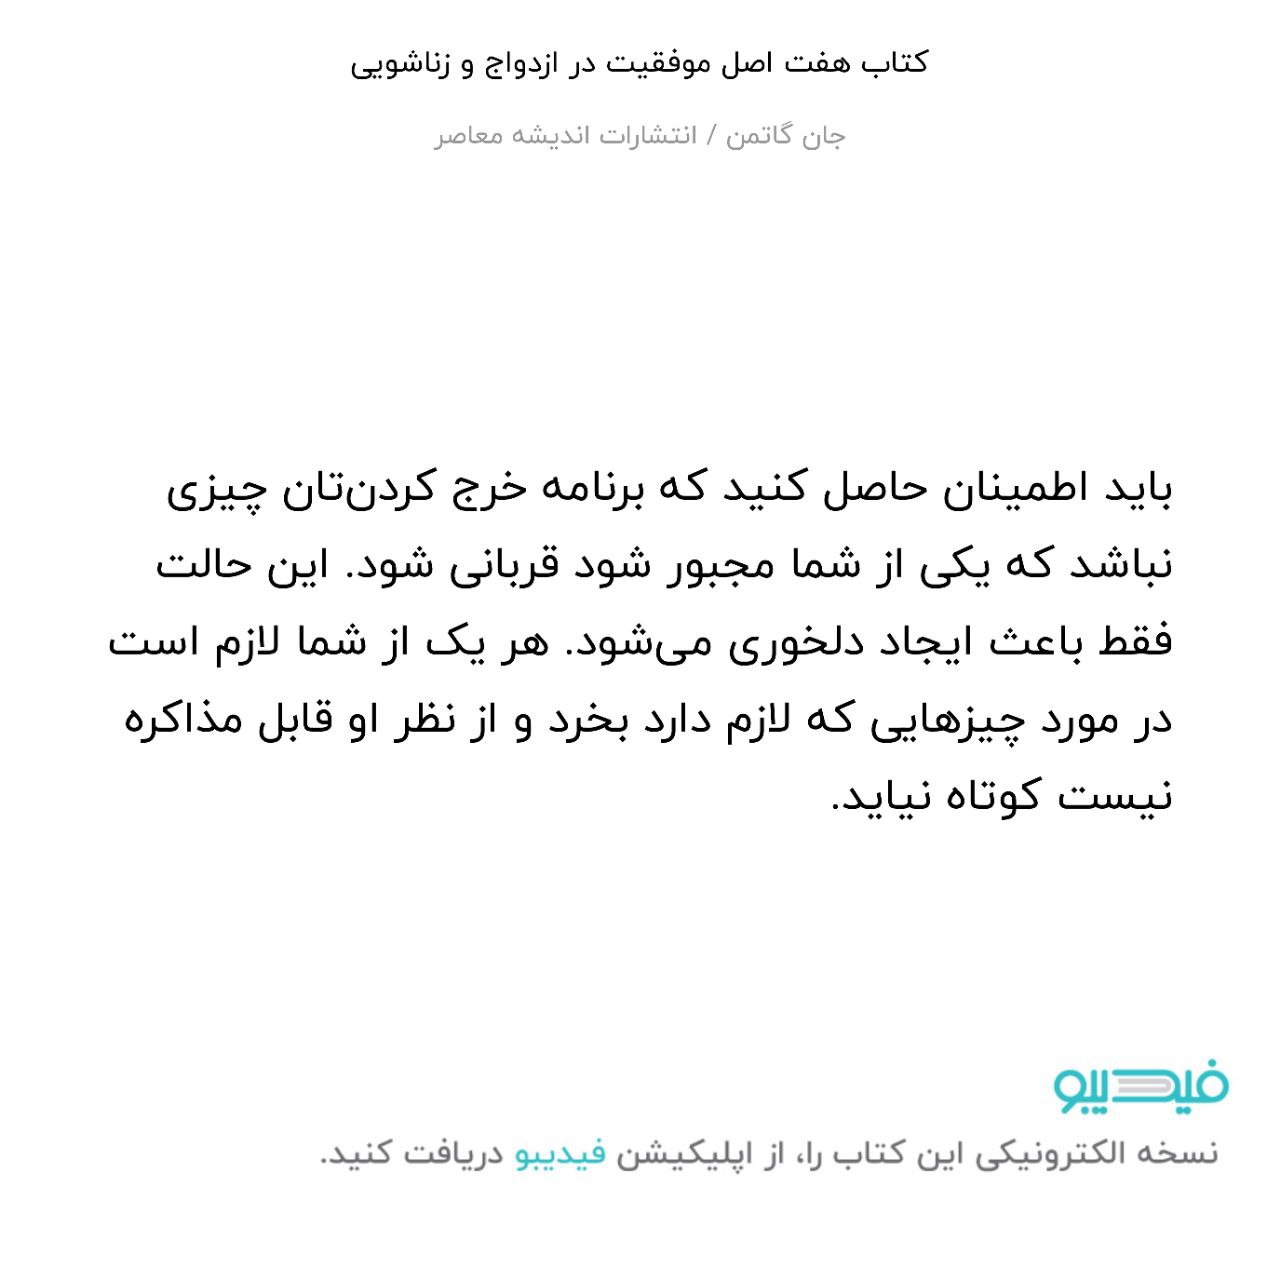 کتاب هفت اصل موفقیت در ازدواج و زناشویی
جان گاتمن / انتشارات اندیشه معاصر
باید اطمینان حاصل کنید که برنامه خرج کردن‌تان چیزی
نباشد که یکی از شما مجبور شود قربانی شود. این حالت
فقط باعث ایجاد دلخوری می‌شود. هر یک از شما لازم است
در مورد چیزهایی که لازم دارد بخرد و از نظر او قابل مذاکره
نیست کوتاه نیاید.
فیدیبو
نسخه الکترونیکی این کتاب را، از اپلیکیشن فیدیبو دریافت کنید.